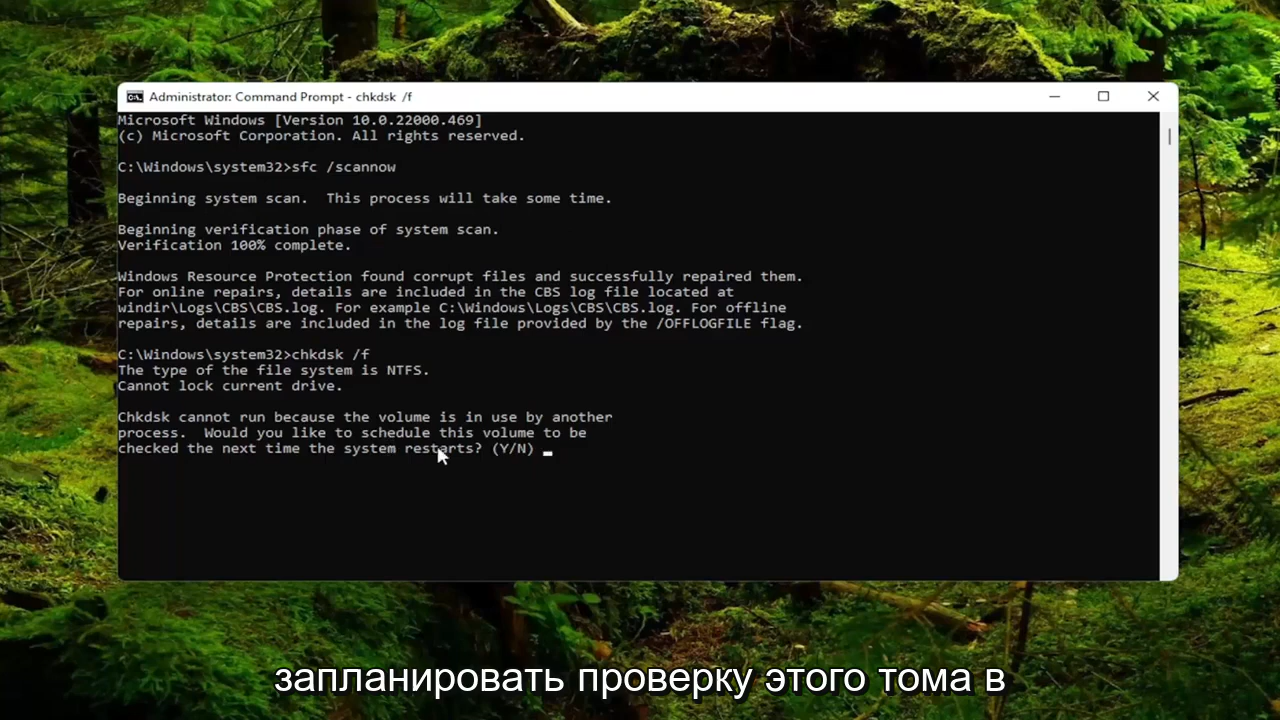 Administrator: Command Prompt - chkdsk /f
Microsoft Windows [Version 10.0.22000.469]
(c) Microsoft Corporation. All rights reserved.
C:\Windows\system32>sfc /scannow
Beginning system scan.  This process will take some time.
Beginning verification phase of system scan.
Verification 100% complete.
Windows Resource Protection found corrupt files and successfully repaired them.
For online repairs, details are included in the CBS log file located at
windir\Logs\CBS\CBS.log. For example C:\Windows\Logs\CBS\CBS.log. For offline
repairs, details are included in the log file provided by the /OFFLOGFILE flag.
C:\Windows\system32>chkdsk /f
The type of the file system is NTFS.
Cannot lock current drive.
Chkdsk cannot run because the volume is in use by another
process.  Would you like to schedule this volume to be
checked the next time the system restarts? (Y/N)
запланировать проверку этого тома в